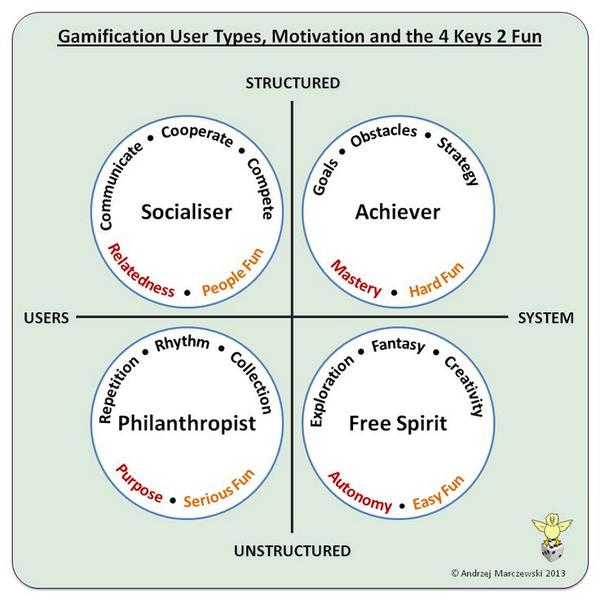 Gamification User Types, Motivation and the 4 Keys 2 Fun
STRUCTURED
Communicate • Cooperate • Compete
Socialiser
Relatedness • People Fun
Goals • Obstacles • Strategy
Achiever
Mastery • Hard Fun
USERS
SYSTEM
Repetition • Rhythm • Collection
Philanthropist
Purpose • Serious Fun
Exploration • Fantasy • Creativity
Free Spirit
Autonomy • Easy Fun
UNSTRUCTURED
© Andrzej Marczewski 2013